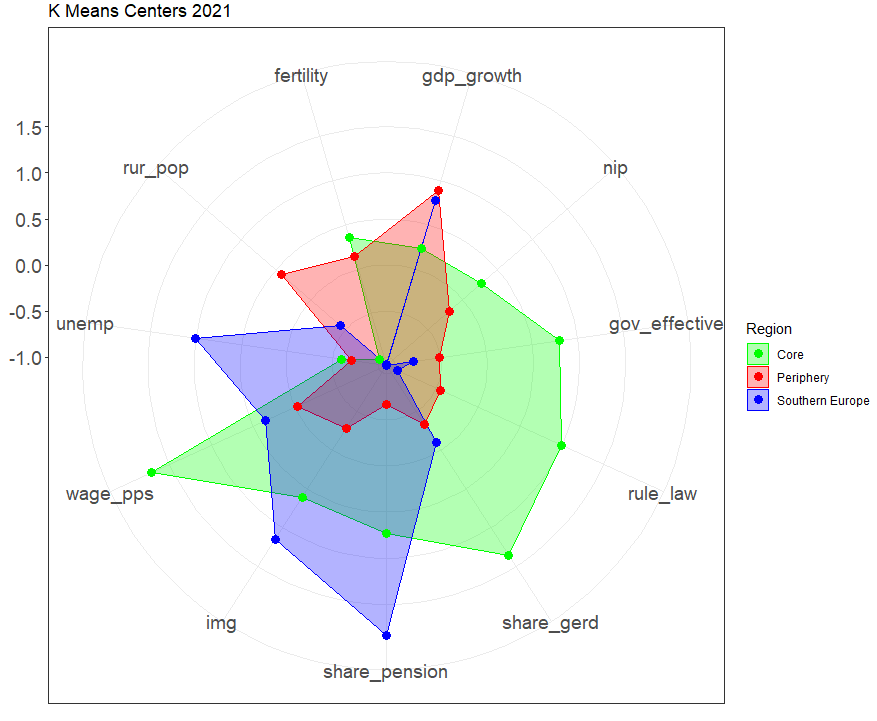 K Means Centers 2021
fertility
gdp_growth
1.5
1.0
rur_pop
nip
0.5
0.0
-0.5
unemp
gov_effective
-1.0
wage_pps
rule_law
img
share_gerd
share_pension
Region
Core
Periphery
Southern Europe